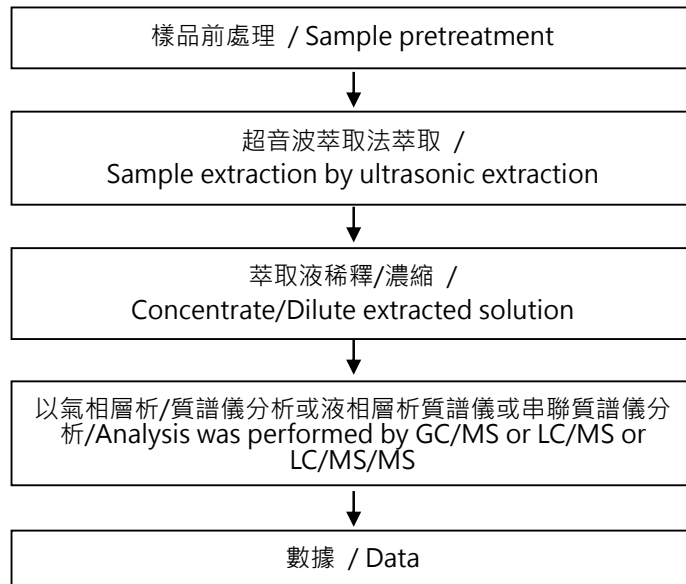 樣品前處理 / Sample pretreatment
超音波萃取法萃取 /
Sample extraction by ultrasonic extraction
萃取液稀釋/濃縮 /
Concentrate/Dilute extracted solution
以氣相層析/質譜儀分析或液相層析質譜儀或串聯質譜儀分
析/Analysis was performed by GC/MS or LC/MS or
LC/MS/MS
數據 / Data